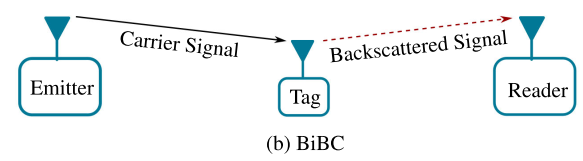 Carrier Signal
Backscattered Signal
Emitter
Tag
Reader
(b) BiBC